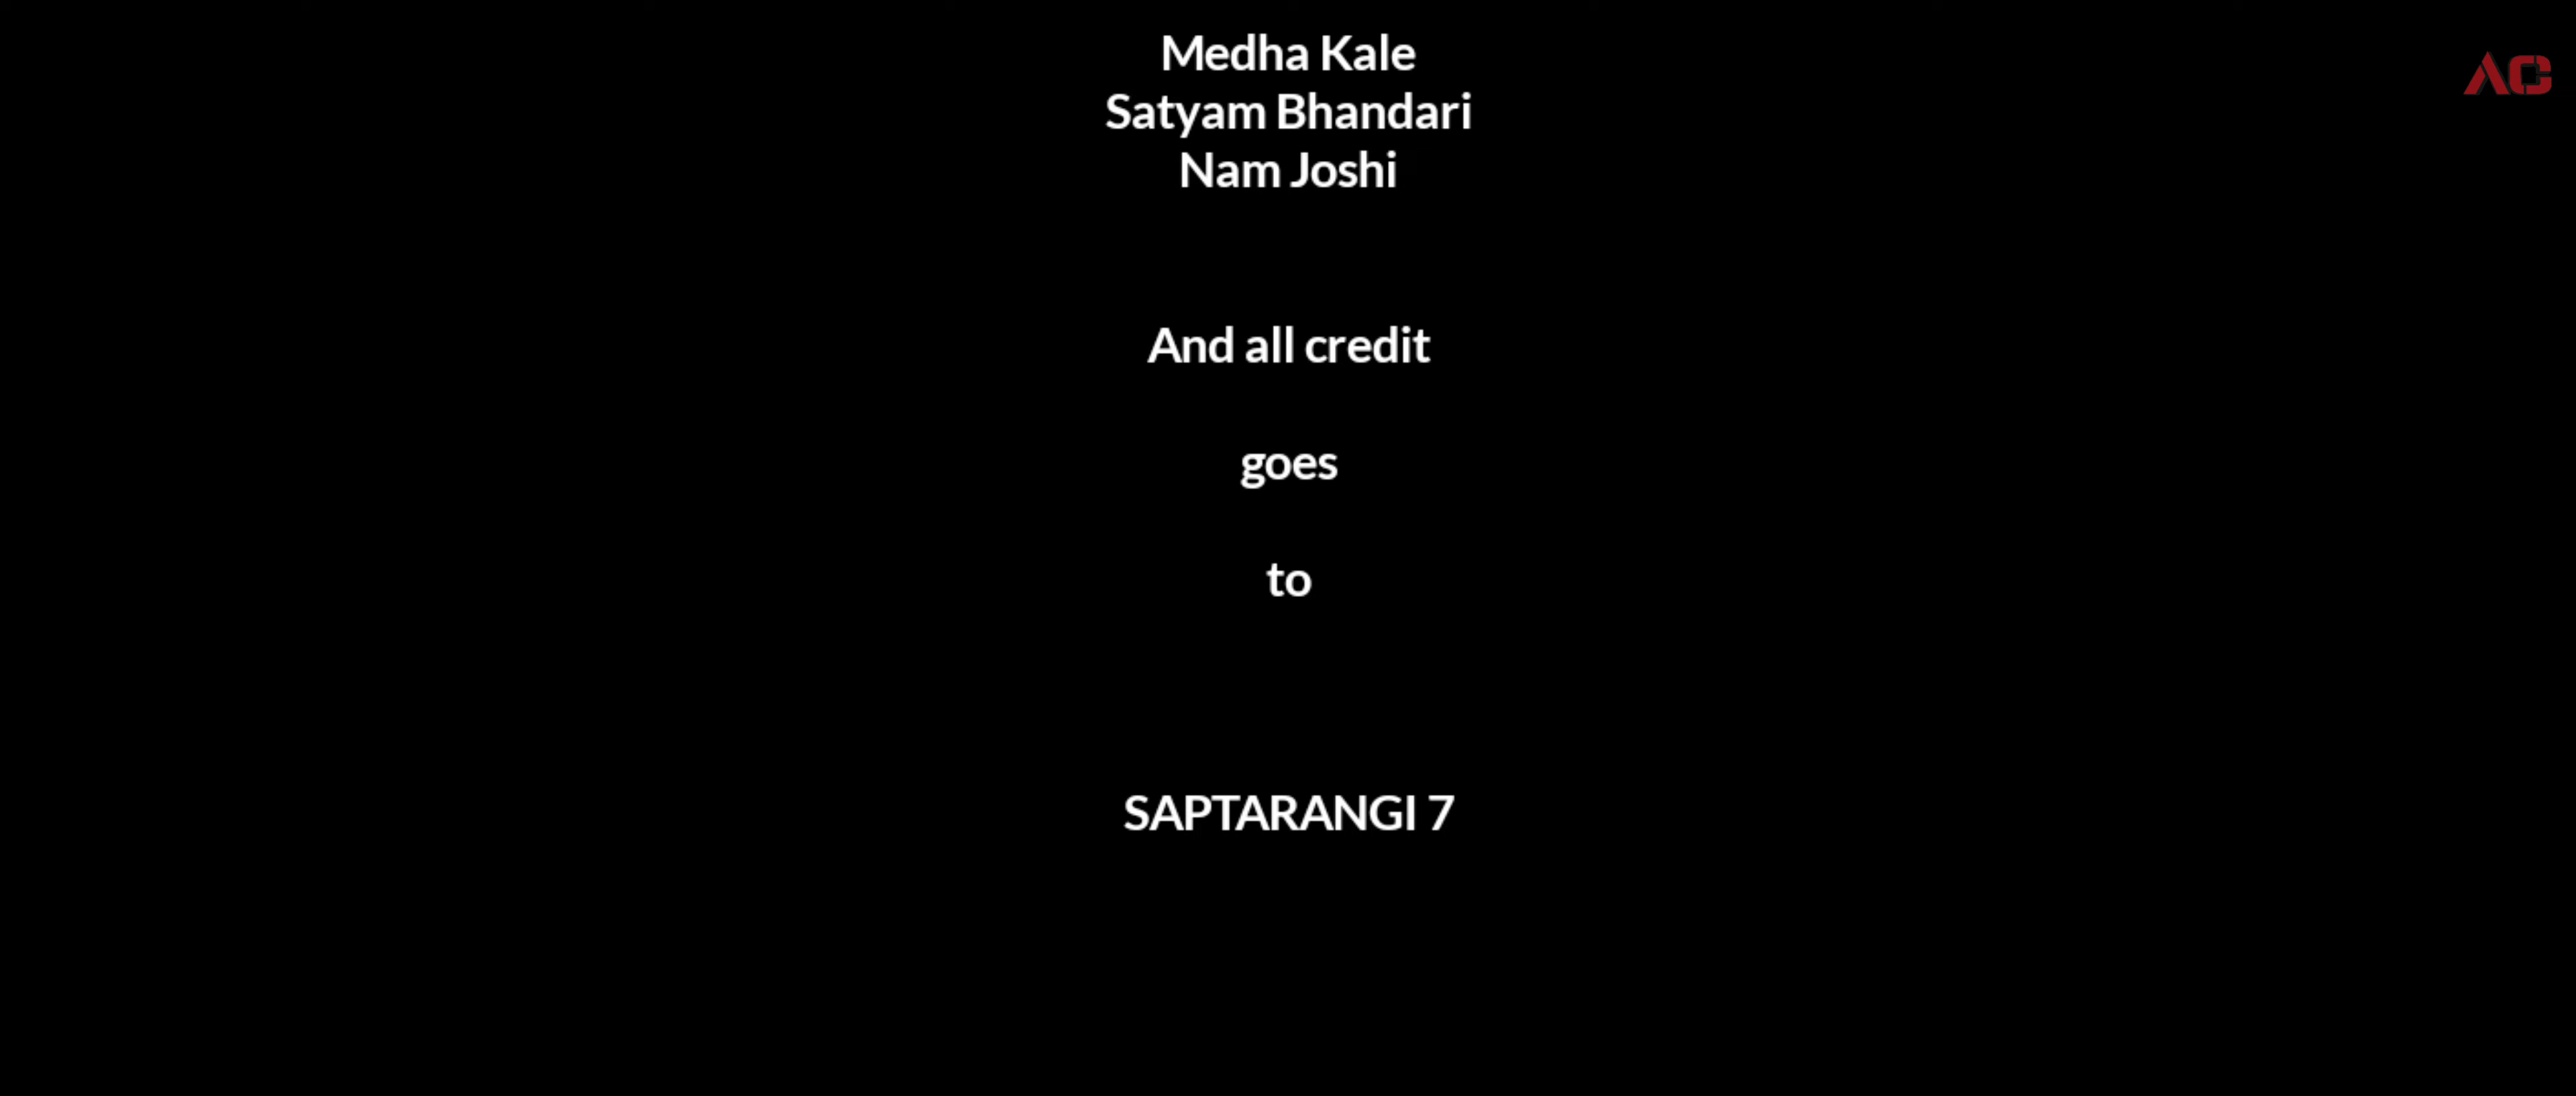 Medha Kale
Satyam Bhandari
Nam Joshi
And all credit
goes
to
SAPTARANGI 7
AC